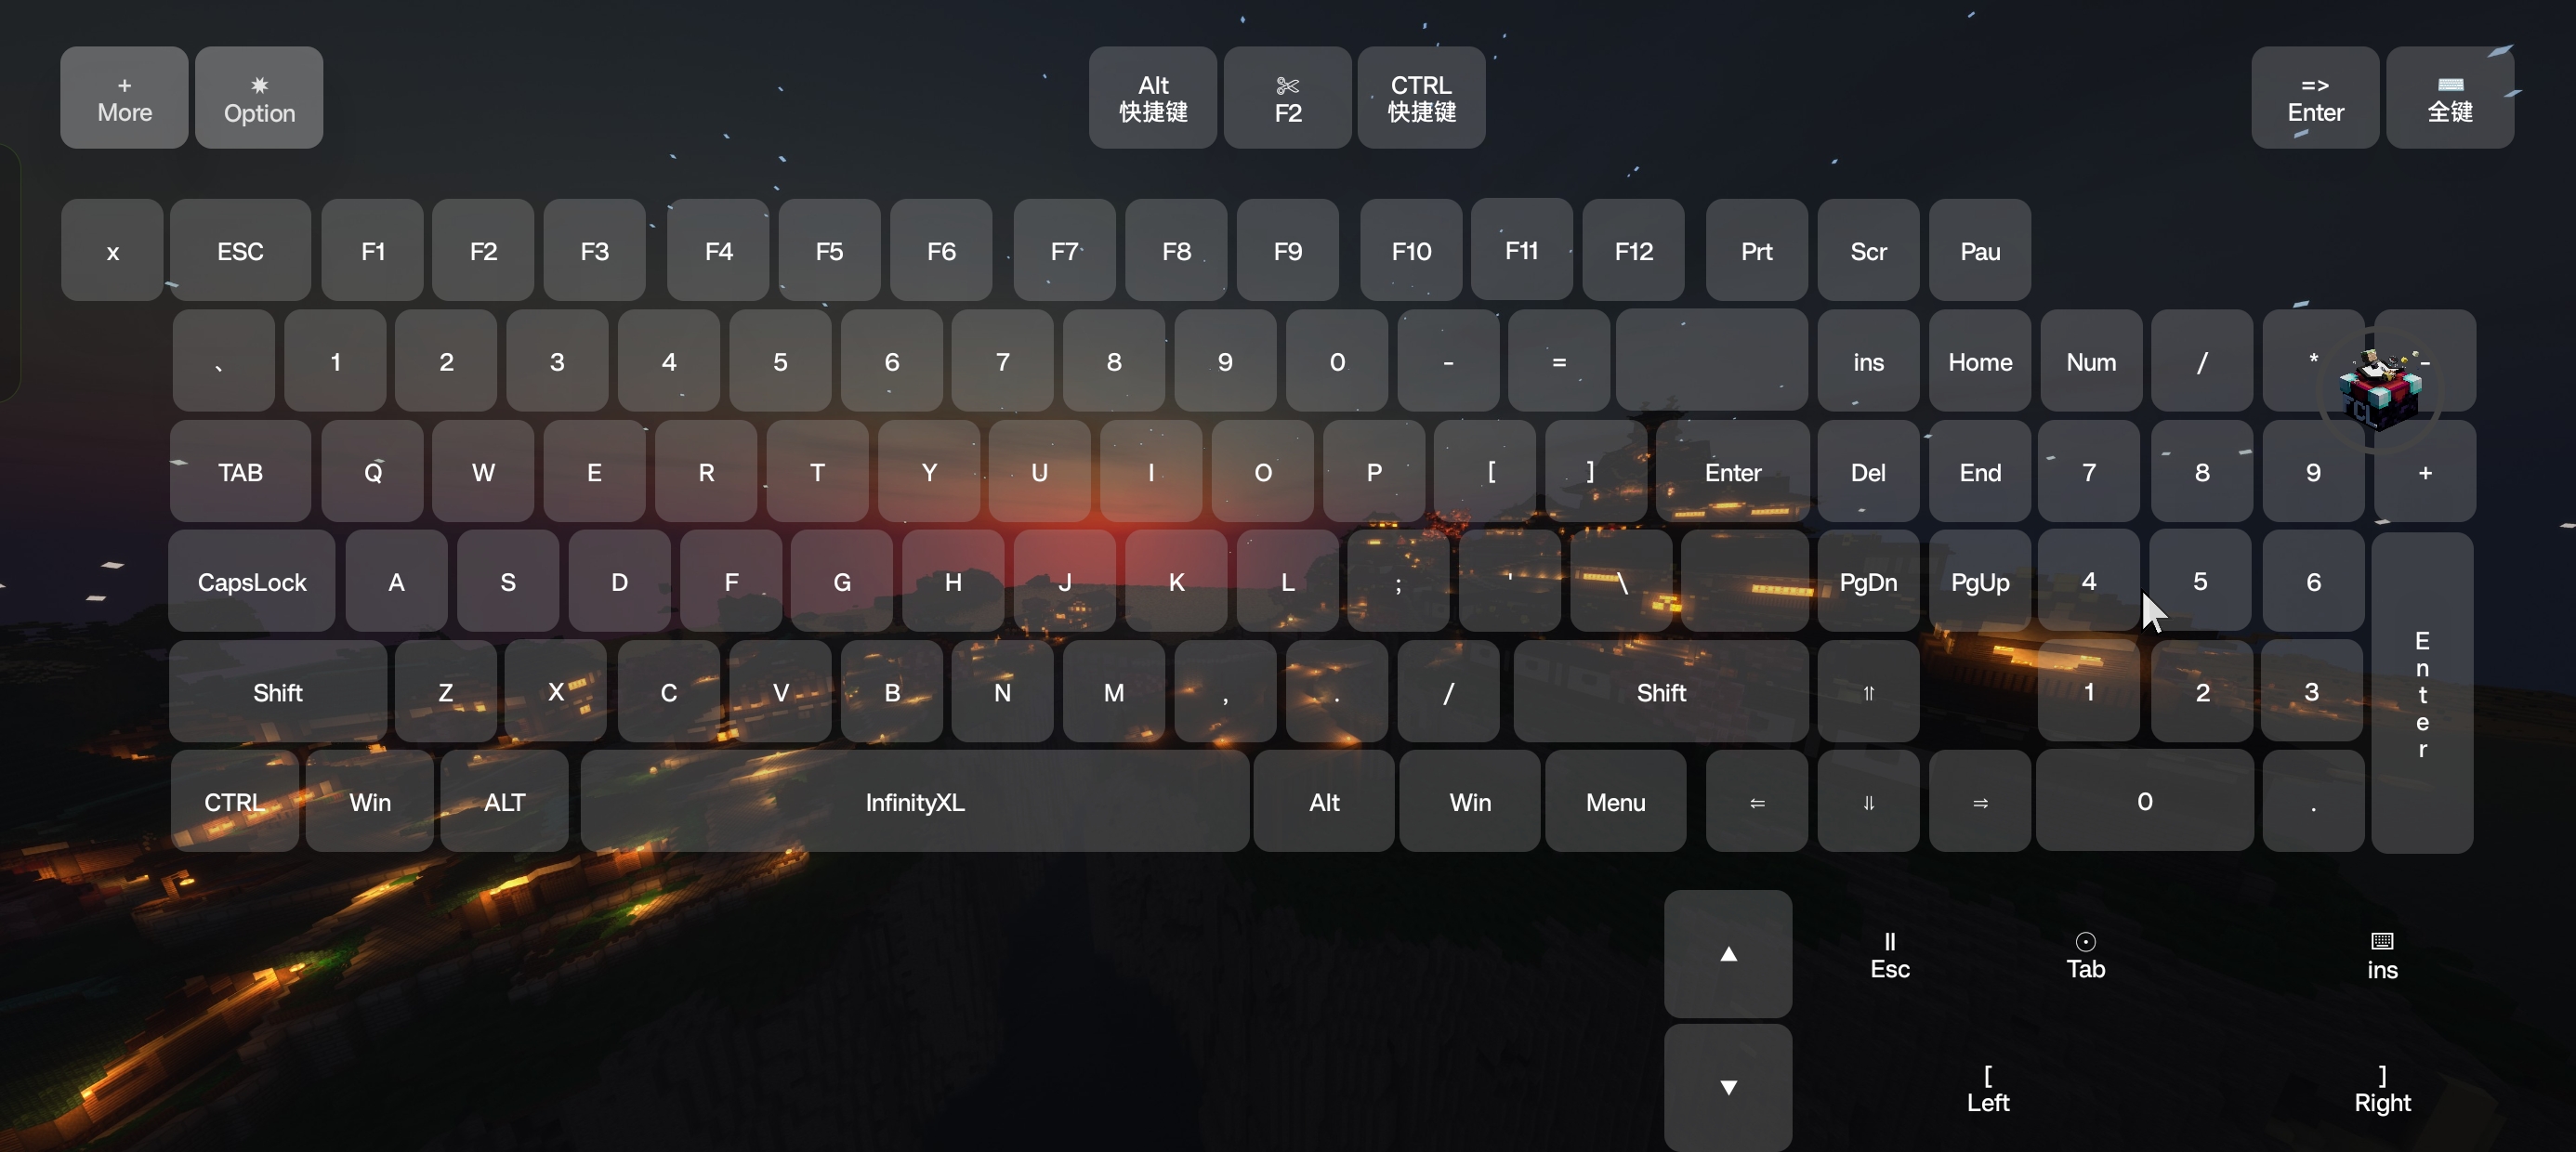 + ✷ Alt ✄ CTRL => ⌨
More Option 快捷键 F2 快捷键 Enter 全键
x ESC F1 F2 F3 F4 F5 F6 F7 F8 F9 F10 F11 F12 Prt Scr Pau
、 1 2 3 4 5 6 7 8 9 0 - = ins Home Num / * -
FCL
TAB Q W E R T Y U I O P [ ] Enter Del End 7 8 9 +
CapsLock A S D F G H J K L ; ' \ PgDn PgUp 4 5 6
Enter
Shift Z X C V B N M , . / Shift ⥮ 1 2 3
CTRL Win ALT InfinityXL Alt Win Menu ⇐ ⥯ ⇒ 0 .
▲ II ⊙ ⌨
Esc Tab ins
▼ [ ]
Left Right